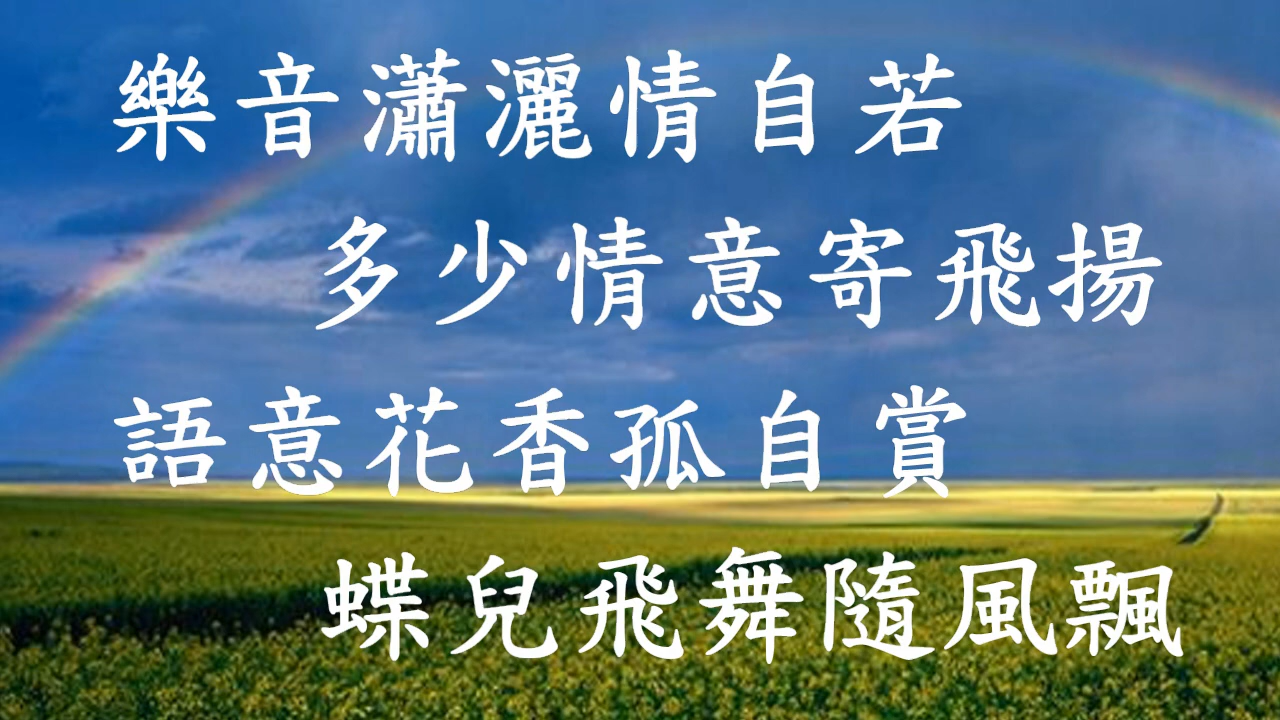 樂音瀟灑情自若
多少情意寄飛揚
語意花香孤自賞
蝶兒飛舞隨風飄